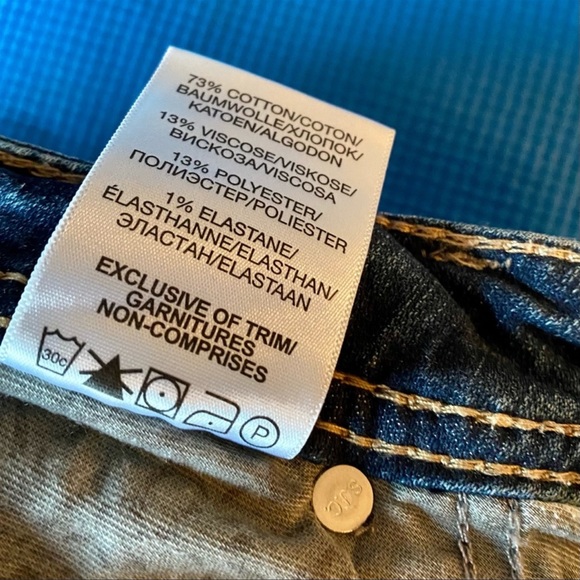 73% COTTON/COTON/
BAUMWOLLE/ХЛОПОК/
KATOEN/ALGODON
13% VISCOSE/VISKOSE/
ВИСКОЗА/VISCOSA
13% POLYESTER/
ПОЛИЭСТЕР/POLIESTER
1% ELASTANE/
ÉLASTHANNE/ELASTHAN/
ЭЛАСТАН/ELASTAAN
EXCLUSIVE OF TRIM/
GARNITURES
NON-COMPRISES
30c P